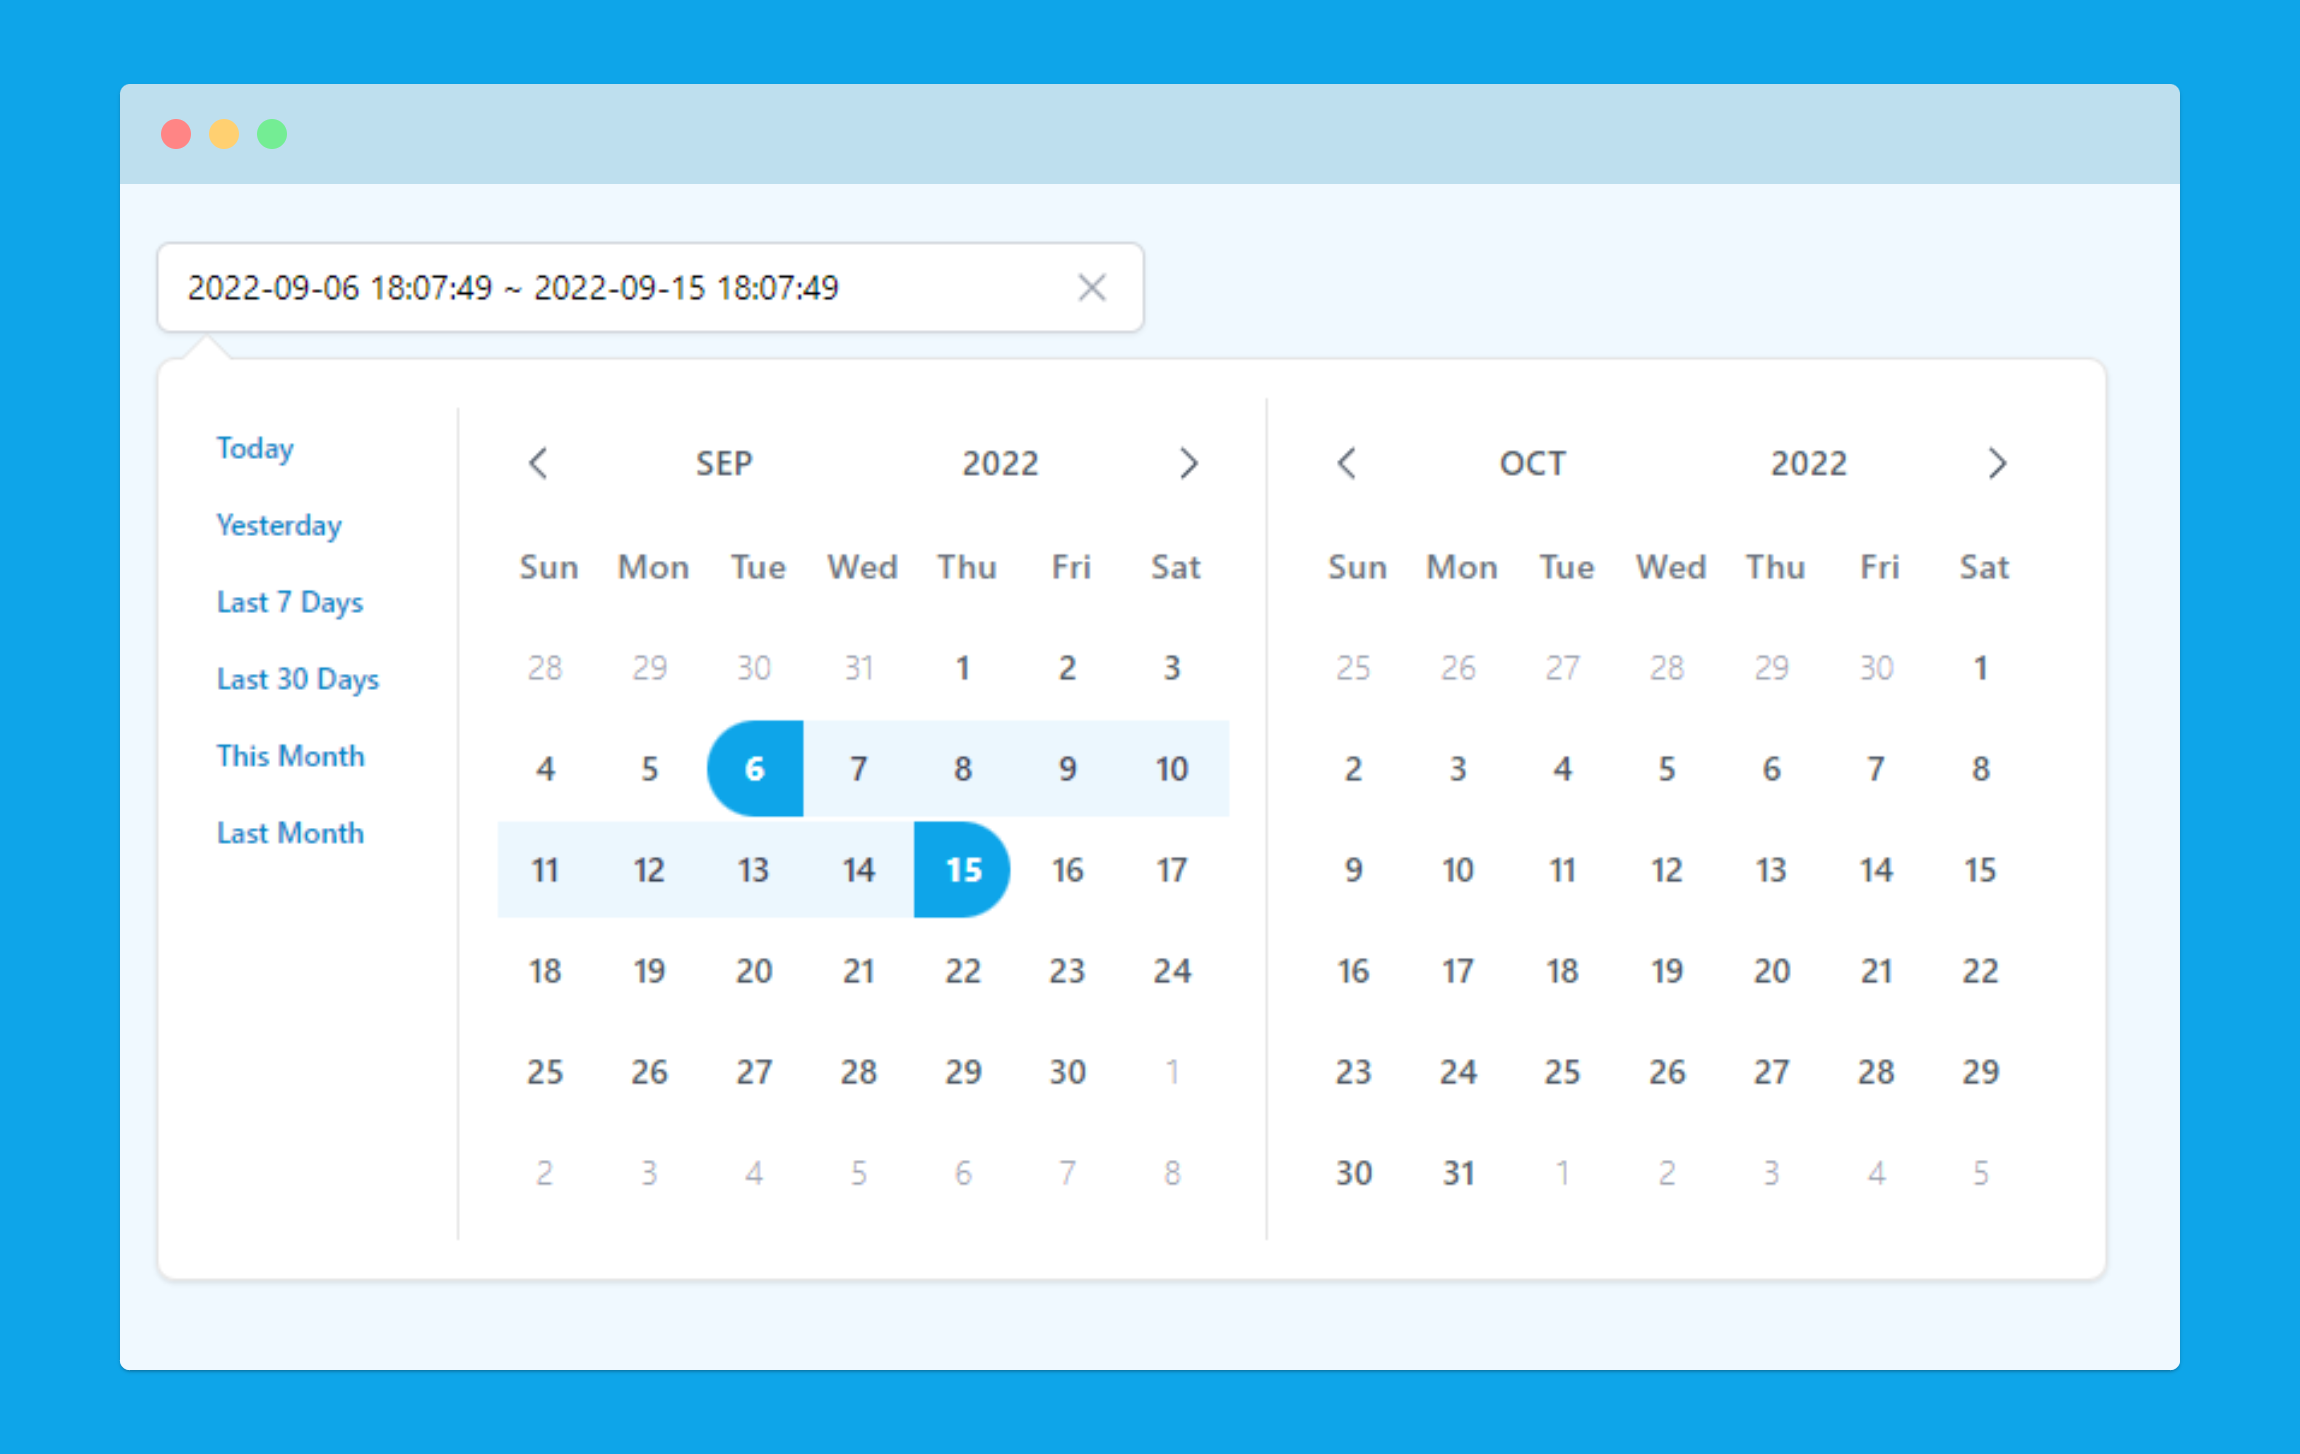 2022-09-06 18:07:49 ~ 2022-09-15 18:07:49
Today
Yesterday
Last 7 Days
Last 30 Days
This Month
Last Month
SEP 2022
Sun Mon Tue Wed Thu Fri Sat
28 29 30 31 1 2 3
4 5 6 7 8 9 10
11 12 13 14 15 16 17
18 19 20 21 22 23 24
25 26 27 28 29 30 1
2 3 4 5 6 7 8
OCT 2022
Sun Mon Tue Wed Thu Fri Sat
25 26 27 28 29 30 1
2 3 4 5 6 7 8
9 10 11 12 13 14 15
16 17 18 19 20 21 22
23 24 25 26 27 28 29
30 31 1 2 3 4 5